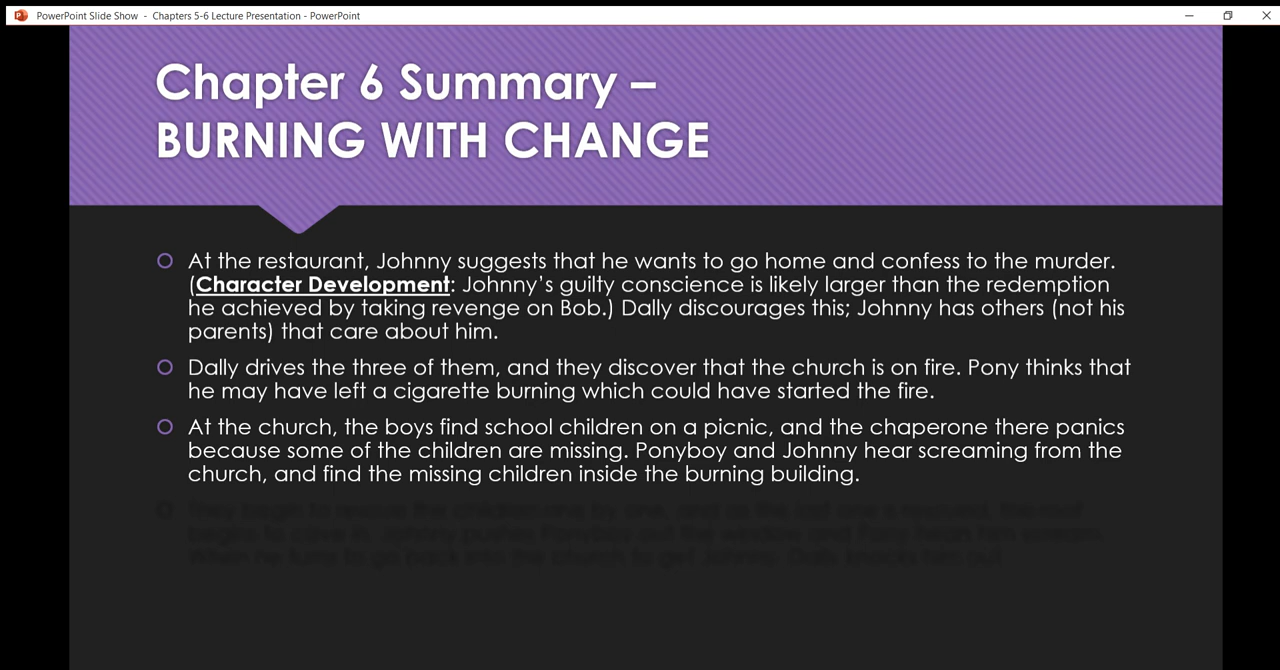 PowerPoint Slide Show - Chapters 5-6 Lecture Presentation - PowerPoint
Chapter 6 Summary –
BURNING WITH CHANGE
At the restaurant, Johnny suggests that he wants to go home and confess to the murder.
(Character Development: Johnny’s guilty conscience is likely larger than the redemption
he achieved by taking revenge on Bob.) Dally discourages this; Johnny has others (not his
parents) that care about him.
Dally drives the three of them, and they discover that the church is on fire. Pony thinks that
he may have left a cigarette burning which could have started the fire.
At the church, the boys find school children on a picnic, and the chaperone there panics
because some of the children are missing. Ponyboy and Johnny hear screaming from the
church, and find the missing children inside the burning building.